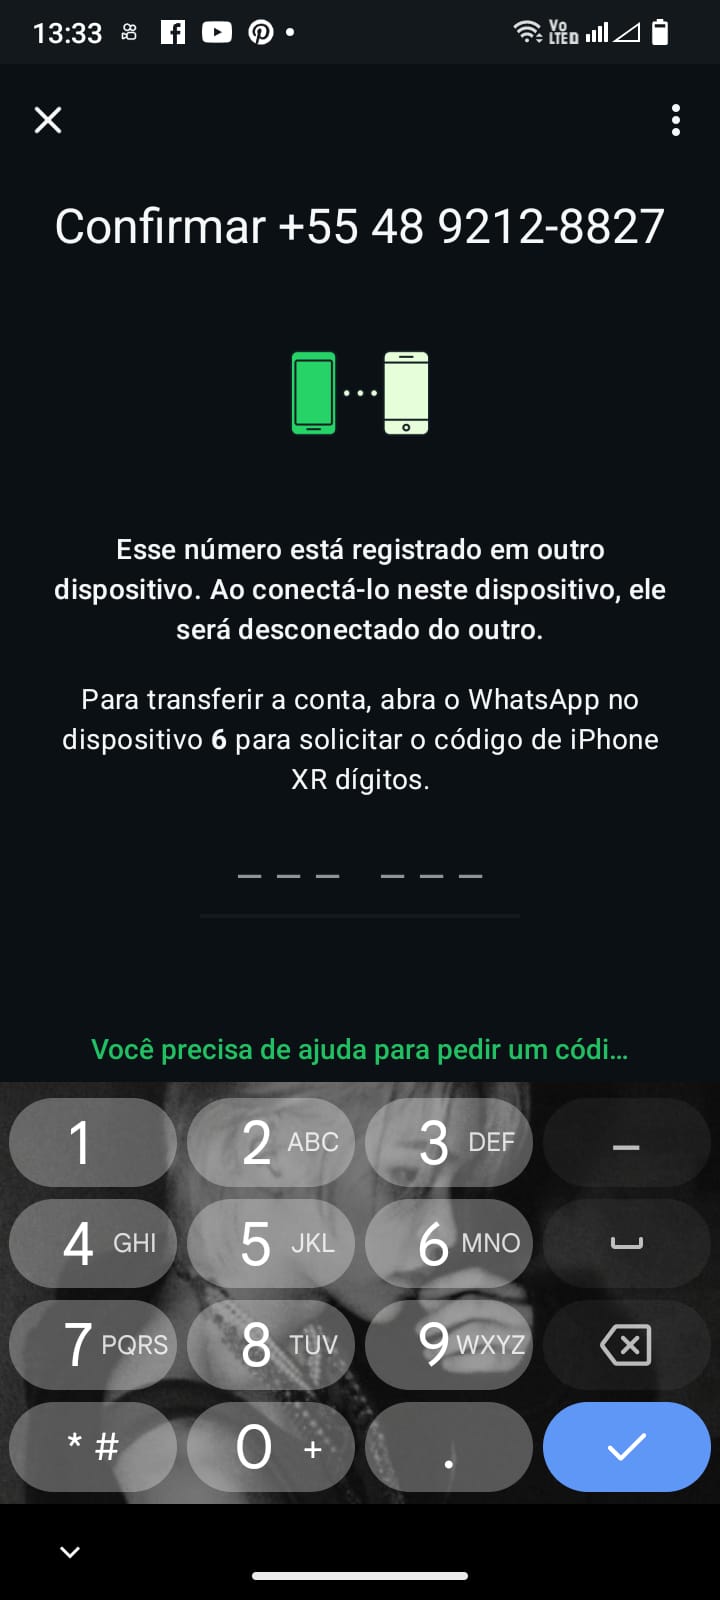 13:33
Vo
LTE
Confirmar +55 48 9212-8827
Esse número está registrado em outro
dispositivo. Ao conectá-lo neste dispositivo, ele
será desconectado do outro.
Para transferir a conta, abra o WhatsApp no
dispositivo 6 para solicitar o código de iPhone
XR dígitos.
Você precisa de ajuda para pedir um códi...
1 2 ABC 3 DEF –
4 GHI 5 JKL 6 MNO
7 PQRS 8 TUV 9 WXYZ
* # 0 + .